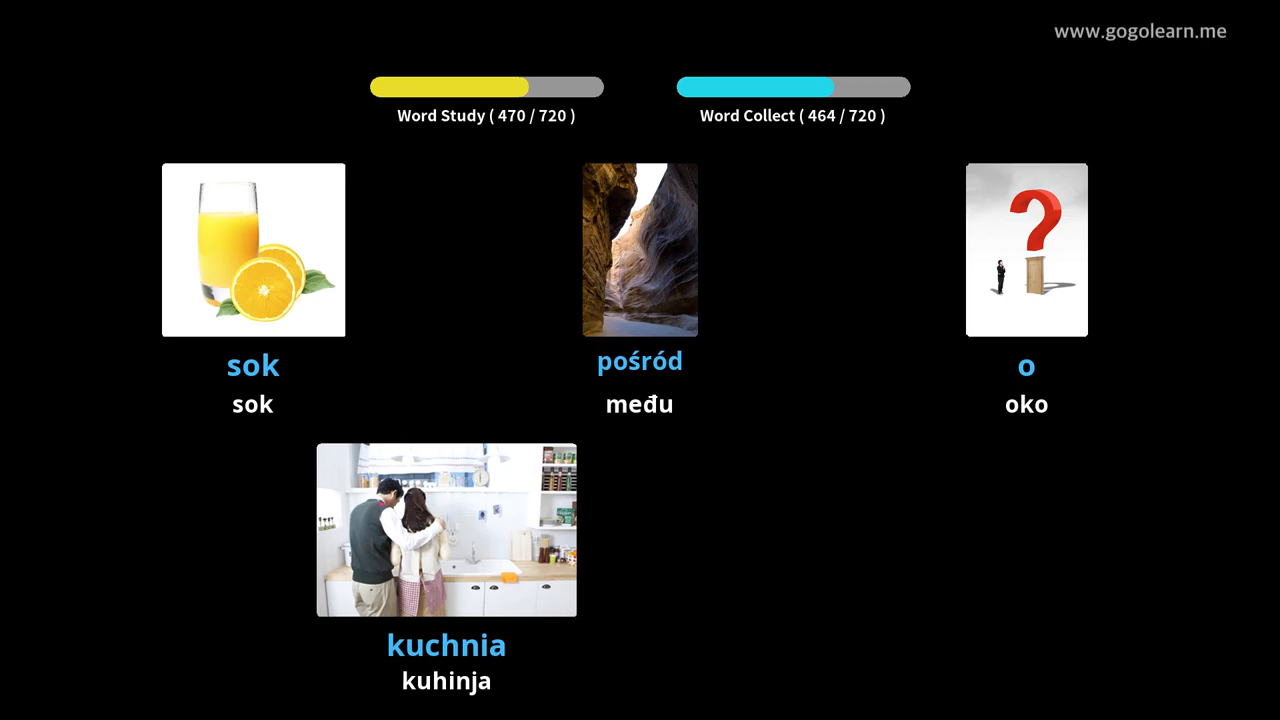 www.gogolearn.me
Word Study ( 470 / 720 )
Word Collect ( 464 / 720 )
sok
sok
pośród
među
o
oko
kuchnia
kuhinja